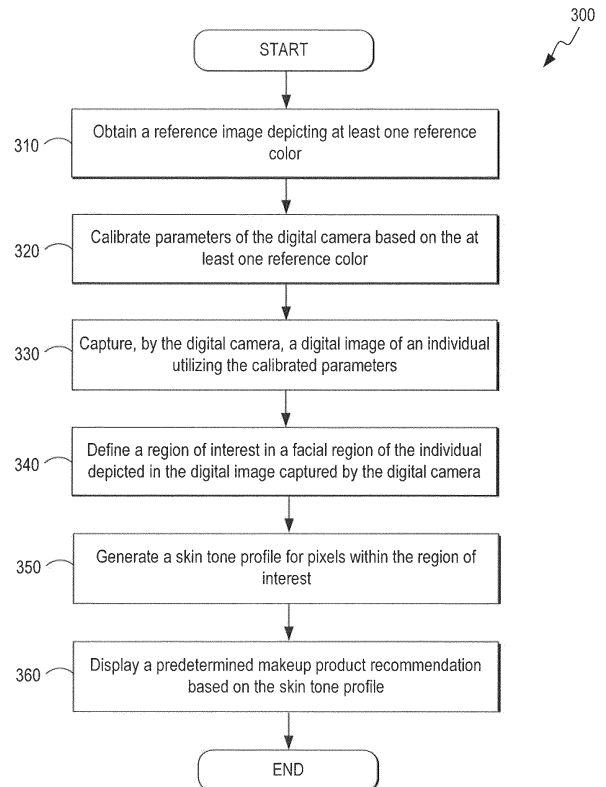 300
START
310
Obtain a reference image depicting at least one reference
color
320
Calibrate parameters of the digital camera based on the at
least one reference color
330
Capture, by the digital camera, a digital image of an individual
utilizing the calibrated parameters
340
Define a region of interest in a facial region of the individual
depicted in the digital image captured by the digital camera
350
Generate a skin tone profile for pixels within the region of
interest
360
Display a predetermined makeup product recommendation
based on the skin tone profile
END